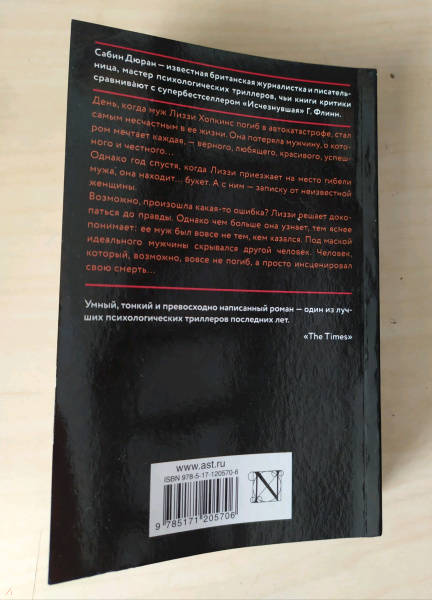 Сабин Дюран — известная британская журналистка и писатель-
ница, мастер психологических триллеров, чьи книги критики
сравнивают с супербестселлером «Исчезнувшая» Г. Флинн.
День, когда муж Лиззи Хопкинс погиб в автокатастрофе, стал
самым несчастным в ее жизни. Она потеряла мужчину, о кото-
ром мечтает каждая, — верного, любящего, красивого, успеш-
ного и честного...
Однако год спустя, когда Лиззи приезжает на место гибели
мужа, она находит... букет. А с ним — записку от неизвестной
женщины.
Возможно, произошла какая-то ошибка? Лиззи решает доко-
паться до правды. Однако чем больше она узнает, тем яснее
понимает: ее муж был вовсе не тем, кем казался. Под маской
идеального мужчины скрывался другой человек. Человек,
который, возможно, вовсе не погиб, а просто инсценировал
свою смерть...
Умный, тонкий и превосходно написанный роман — один из луч-
ших психологических триллеров последних лет.
«The Times»
www.ast.ru
ISBN 978-5-17-120570-6
9 785171 205706
N